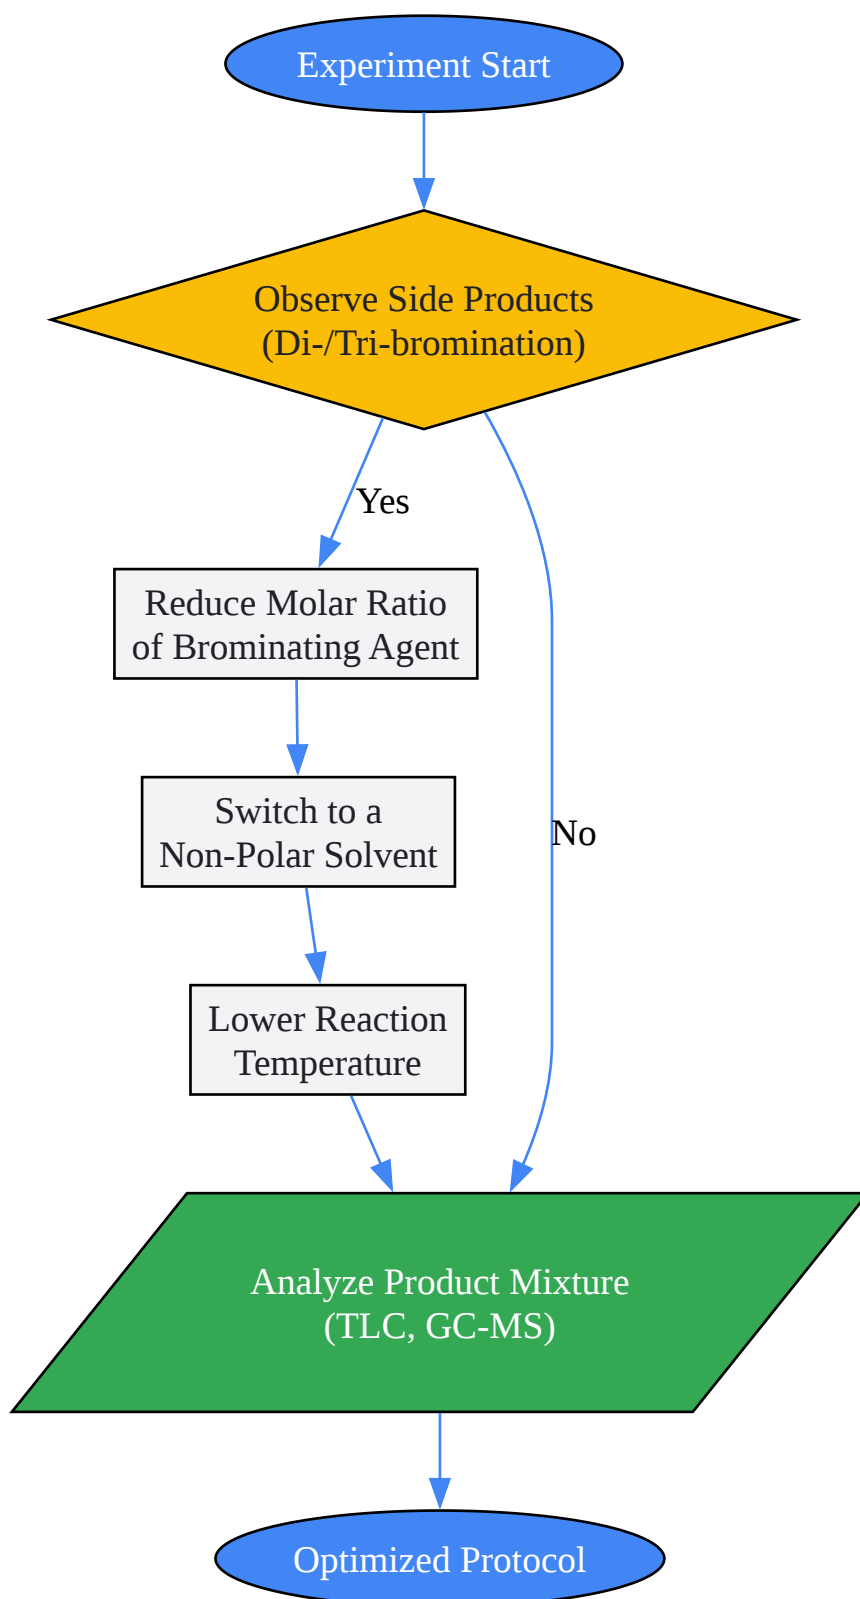 Experiment Start
Observe Side Products
(Di-/Tri-bromination)
Yes
Reduce Molar Ratio
of Brominating Agent
Switch to a
Non-Polar Solvent
No
Lower Reaction
Temperature
Analyze Product Mixture
(TLC, GC-MS)
Optimized Protocol